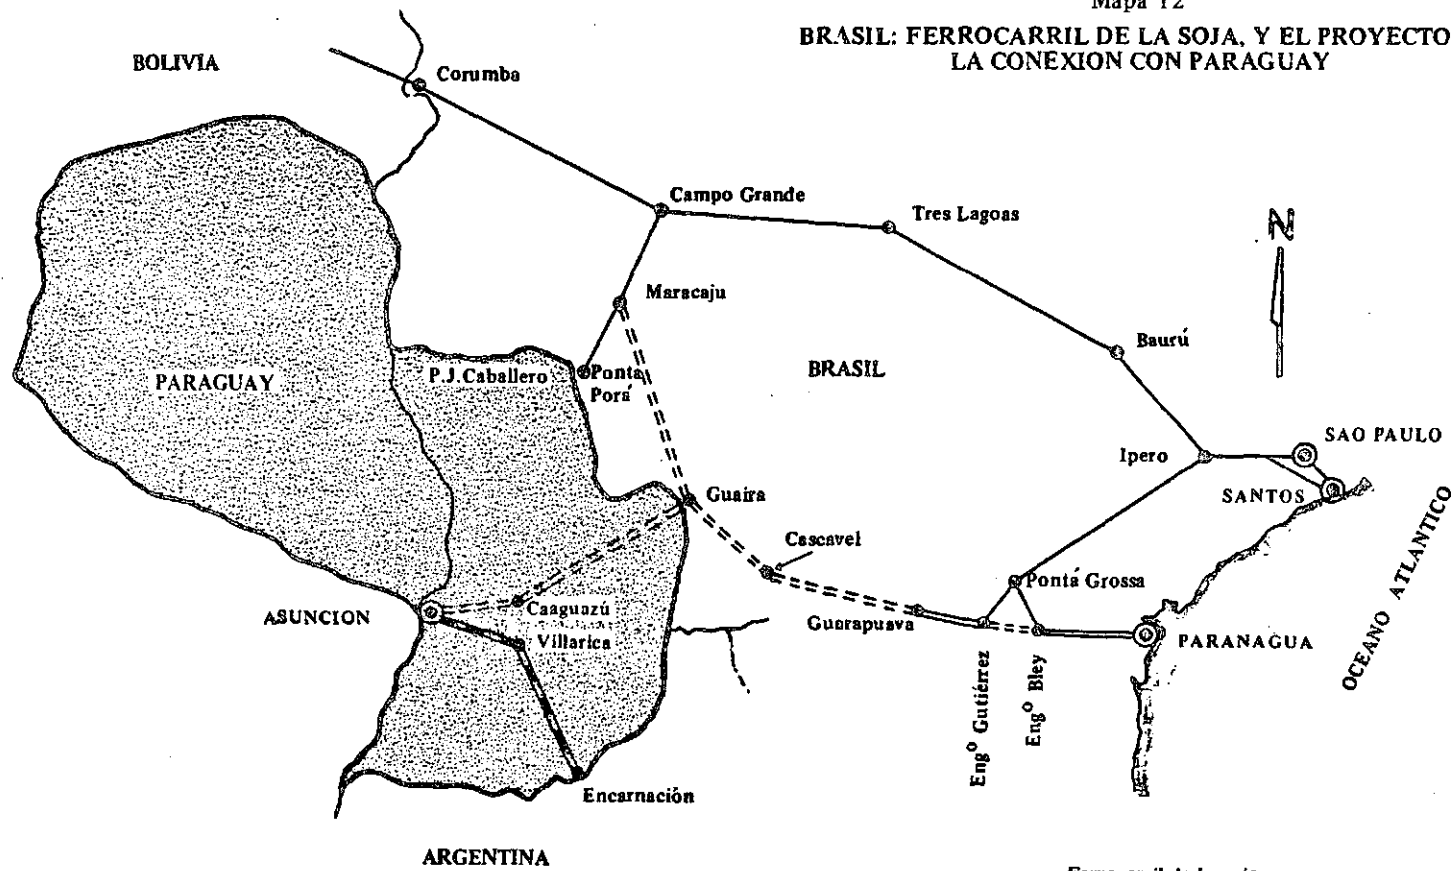 Mapa 12
BRASIL: FERROCARRIL DE LA SOJA, Y EL PROYECTO
LA CONEXION CON PARAGUAY
BOLIVIA
Corumba
Campo Grande
Tres Lagoas
N
Maracaju
Baurú
PARAGUAY
P.J.Caballero
Ponta
Porá
BRASIL
SAO PAULO
Ipero
SANTOS
Guaira
Cascavel
OCEANO ATLANTICO
Pontá Grossa
ASUNCION
Caaguazú
Villarica
Guarapuava
PARANAGUA
Engº Gutiérrez
Engº Bley
Encarnación
ARGENTINA